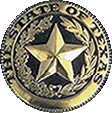 THE STATE OF TEXAS